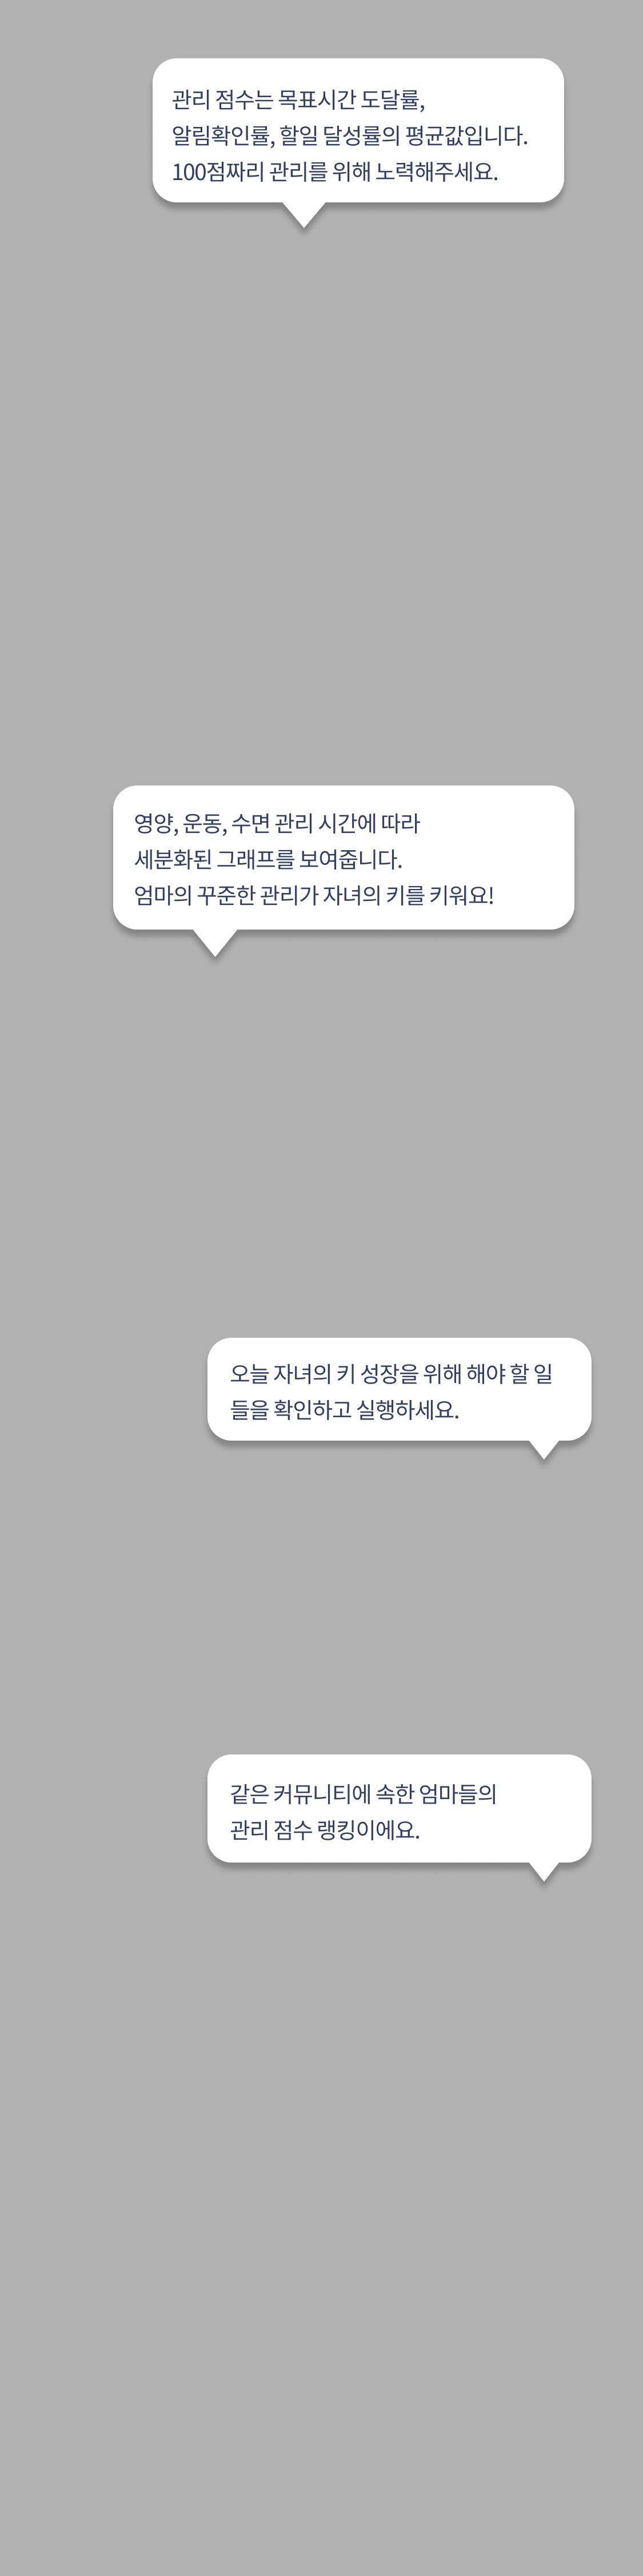 관리 점수는 목표시간 도달률,
알림확인률, 할일 달성률의 평균값입니다.
100점짜리 관리를 위해 노력해주세요.
영양, 운동, 수면 관리 시간에 따라
세분화된 그래프를 보여줍니다.
엄마의 꾸준한 관리가 자녀의 키를 키워요!
오늘 자녀의 키 성장을 위해 해야 할 일
들을 확인하고 실행하세요.
같은 커뮤니티에 속한 엄마들의
관리 점수 랭킹이에요.